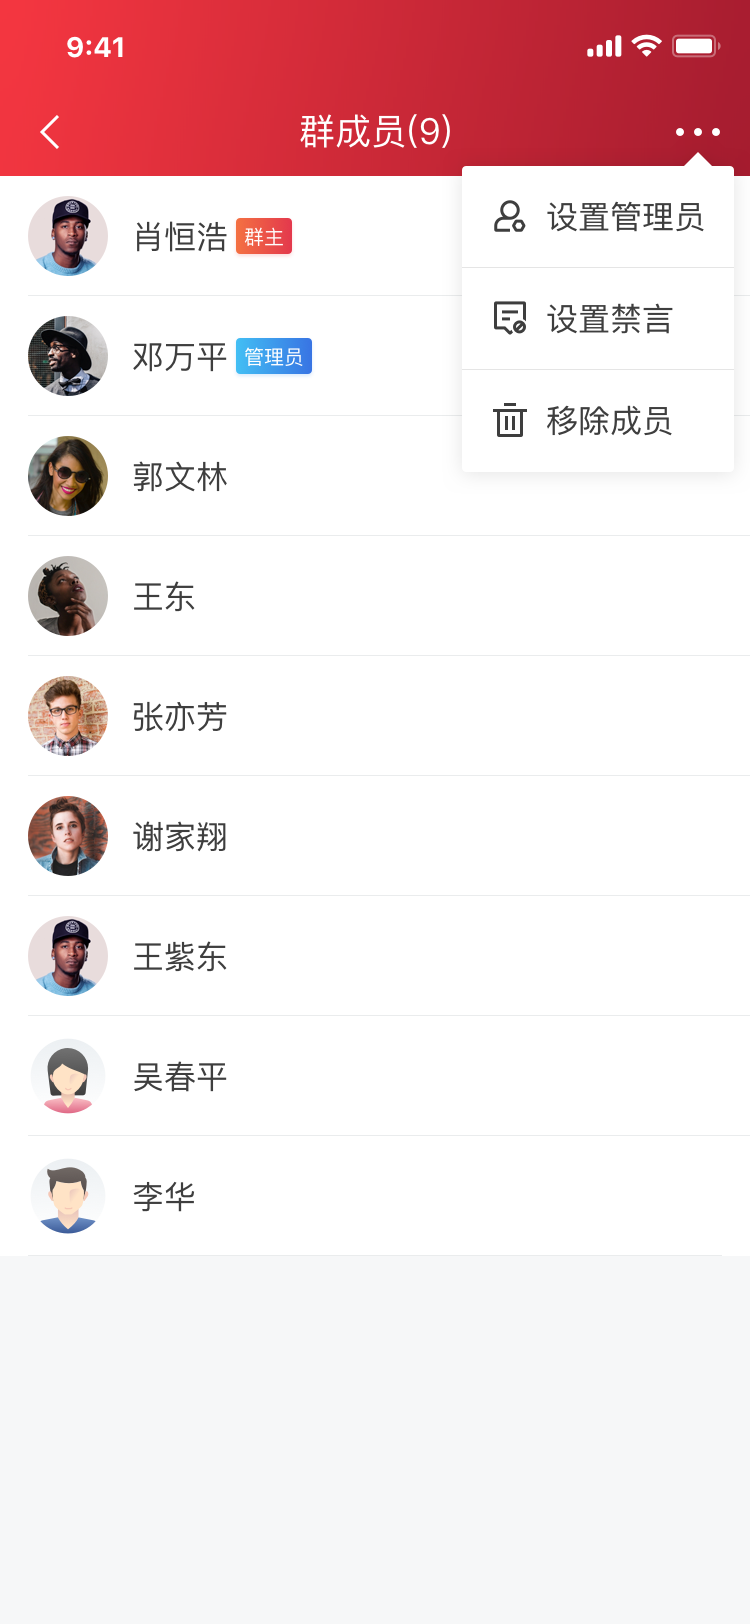 9:41
群成员(9)
肖恒浩 群主
设置管理员
邓万平 管理员
设置禁言
移除成员
郭文林
王东
张亦芳
谢家翔
王紫东
吴春平
李华